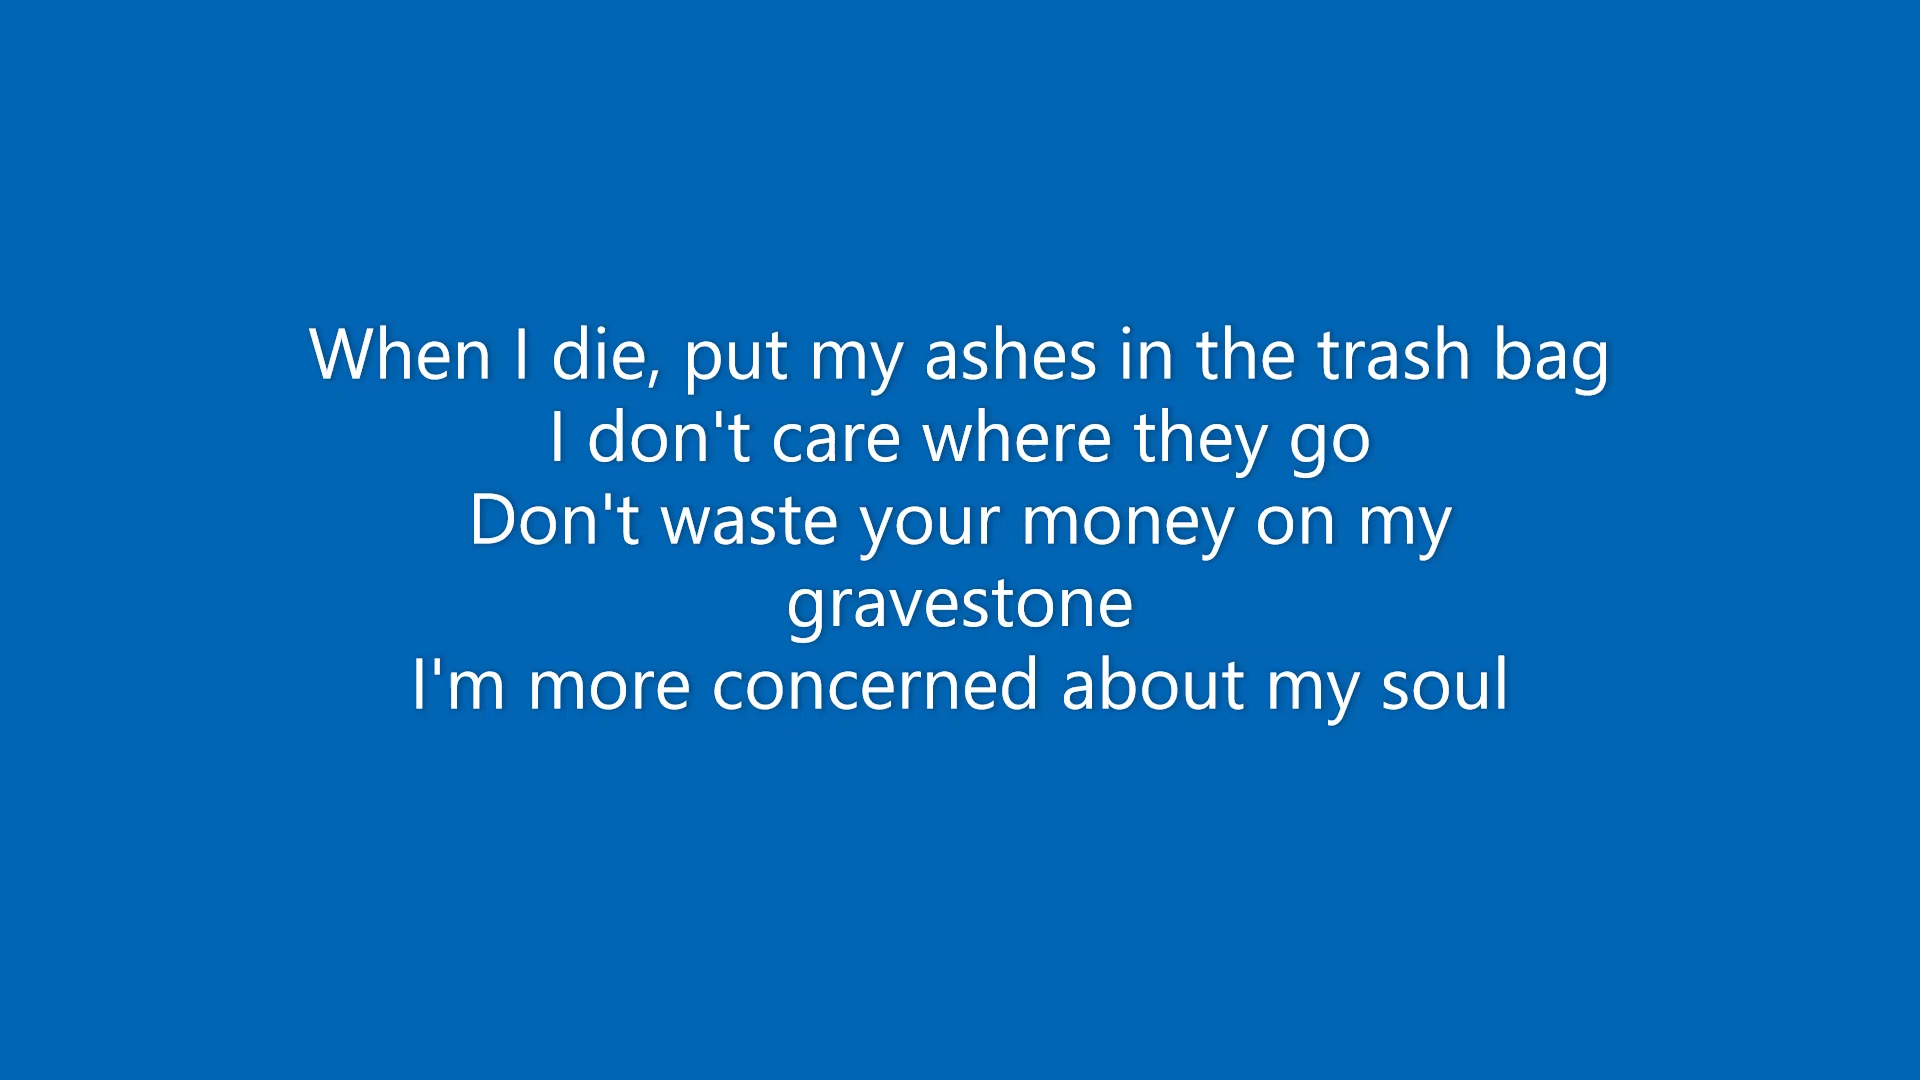 When I die, put my ashes in the trash bag
I don't care where they go
Don't waste your money on my
gravestone
I'm more concerned about my soul